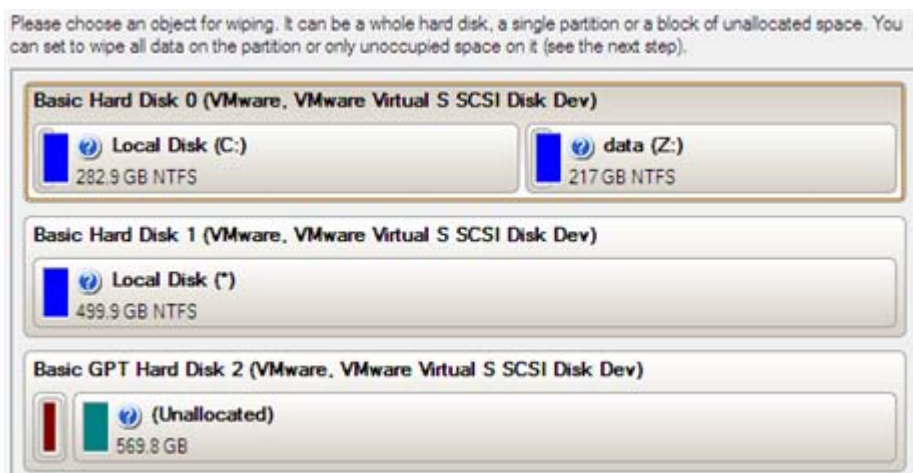 Please choose an object for wiping. It can be a whole hard disk, a single partition or a block of unallocated space. You
can set to wipe all data on the partition or only unoccupied space on it (see the next step).
Basic Hard Disk 0 (VMware, VMware Virtual S SCSI Disk Dev)
Local Disk (C:)
282.9 GB NTFS
data (Z:)
217 GB NTFS
Basic Hard Disk 1 (VMware, VMware Virtual S SCSI Disk Dev)
Local Disk (*)
499.9 GB NTFS
Basic GPT Hard Disk 2 (VMware, VMware Virtual S SCSI Disk Dev)
(Unallocated)
569.8 GB